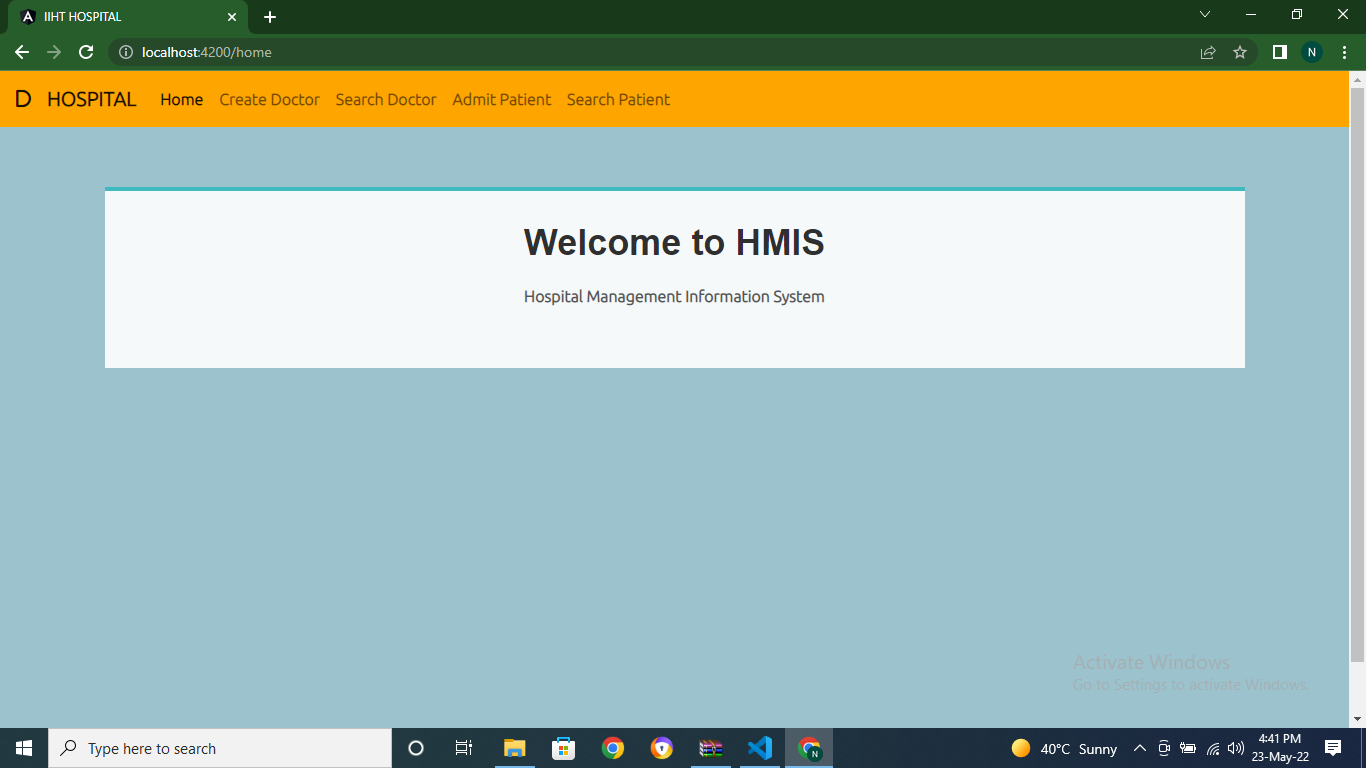 IIHT HOSPITAL
localhost:4200/home
N
D HOSPITAL Home Create Doctor Search Doctor Admit Patient Search Patient
Welcome to HMIS
Hospital Management Information System
Activate Windows
Go to Settings to activate Windows.
Type here to search
N
40°C Sunny
4:41 PM
23-May-22